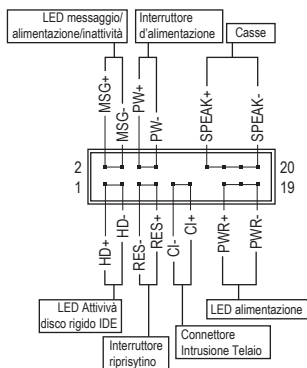 LED messaggio/
alimentazione/inattività
Interruttore
d'alimentazione
Casse
MSG+
MSG-
PW+
PW-
SPEAK+
SPEAK-
2
20
1
19
HD+
HD-
RES-
RES+
CI-
CI+
PWR+
PWR-
LED Attività
disco rigido IDE
LED alimentazione
Interruttore
riprisytino
Connettore
Intrusione Telaio